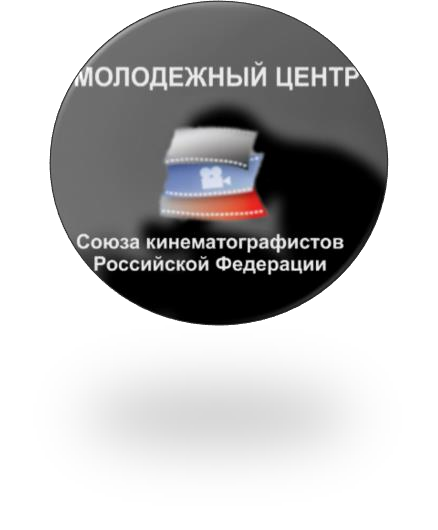 МОЛОДЕЖНЫЙ ЦЕНТР
Союза кинематографистов
Российской Федерации